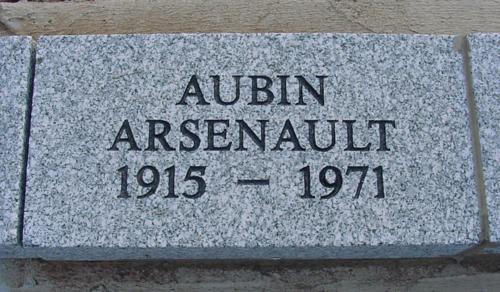 AUBIN
ARSENAULT
1915 – 1971